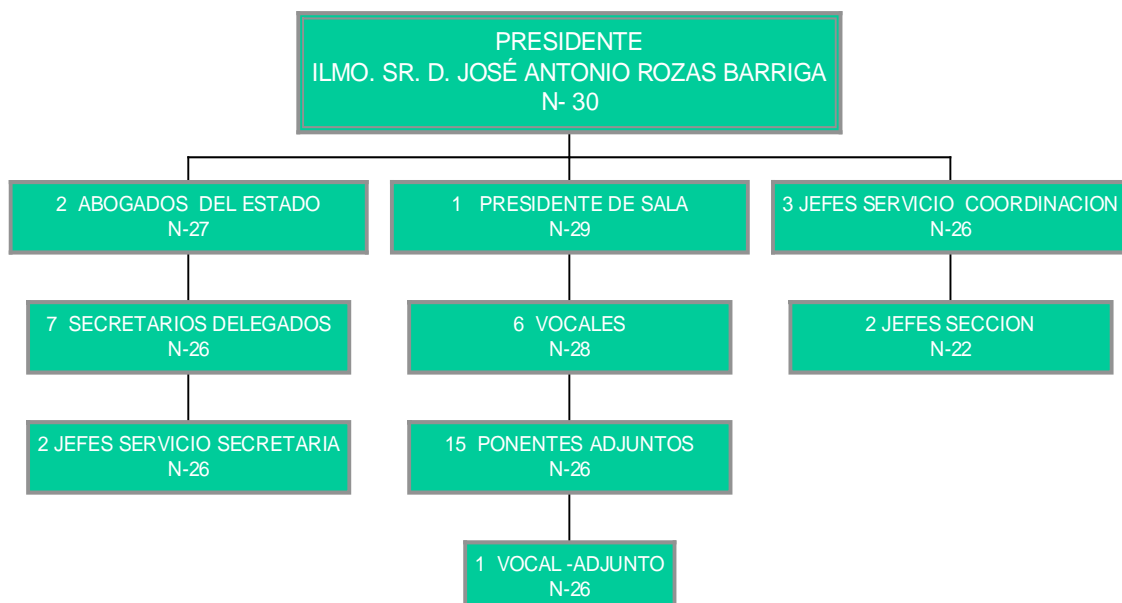 PRESIDENTE
ILMO. SR. D. JOSÉ ANTONIO ROZAS BARRIGA
N- 30
2 ABOGADOS DEL ESTADO
N-27
1 PRESIDENTE DE SALA
N-29
3 JEFES SERVICIO COORDINACION
N-26
7 SECRETARIOS DELEGADOS
N-26
6 VOCALES
N-28
2 JEFES SECCION
N-22
2 JEFES SERVICIO SECRETARIA
N-26
15 PONENTES ADJUNTOS
N-26
1 VOCAL -ADJUNTO
N-26